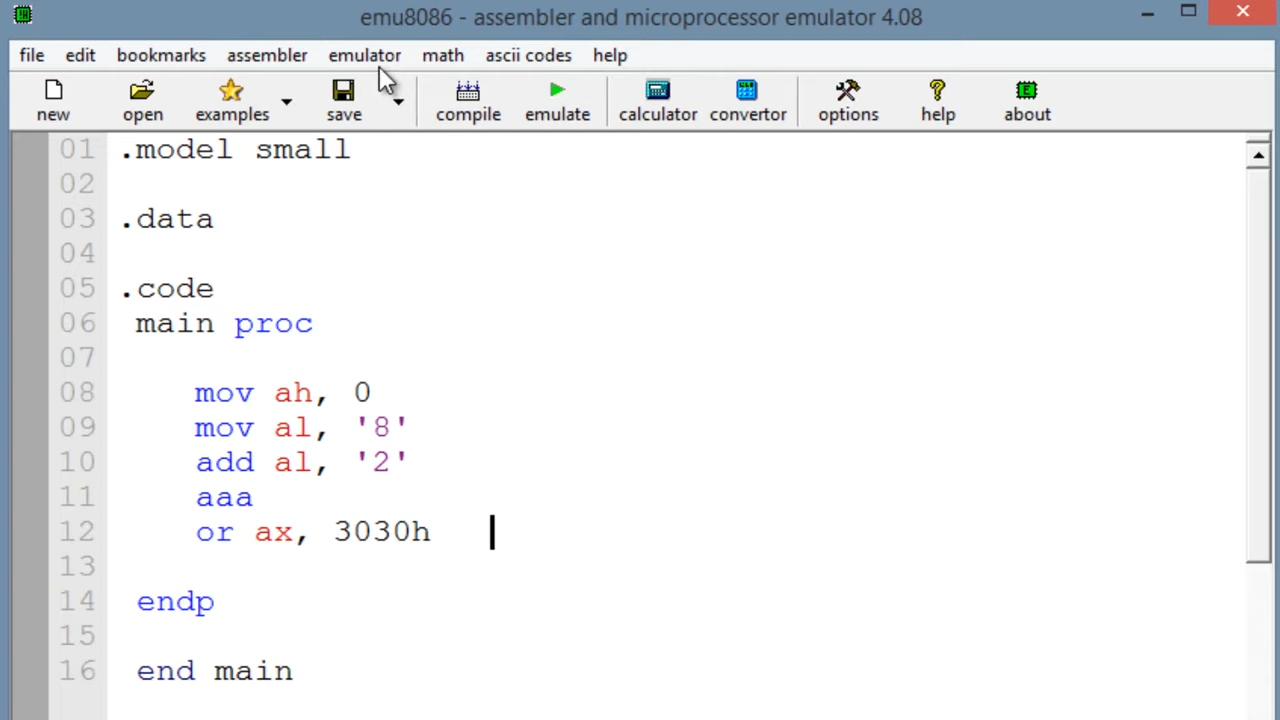 emu8086 - assembler and microprocessor emulator 4.08
file edit bookmarks assembler emulator math ascii codes help
new open examples save compile emulate calculator convertor options help about
01 .model small
02
03 .data
04
05 .code
06 main proc
07
08 mov ah, 0
09 mov al, '8'
10 add al, '2'
11 aaa
12 or ax, 3030h
13
14 endp
15
16 end main